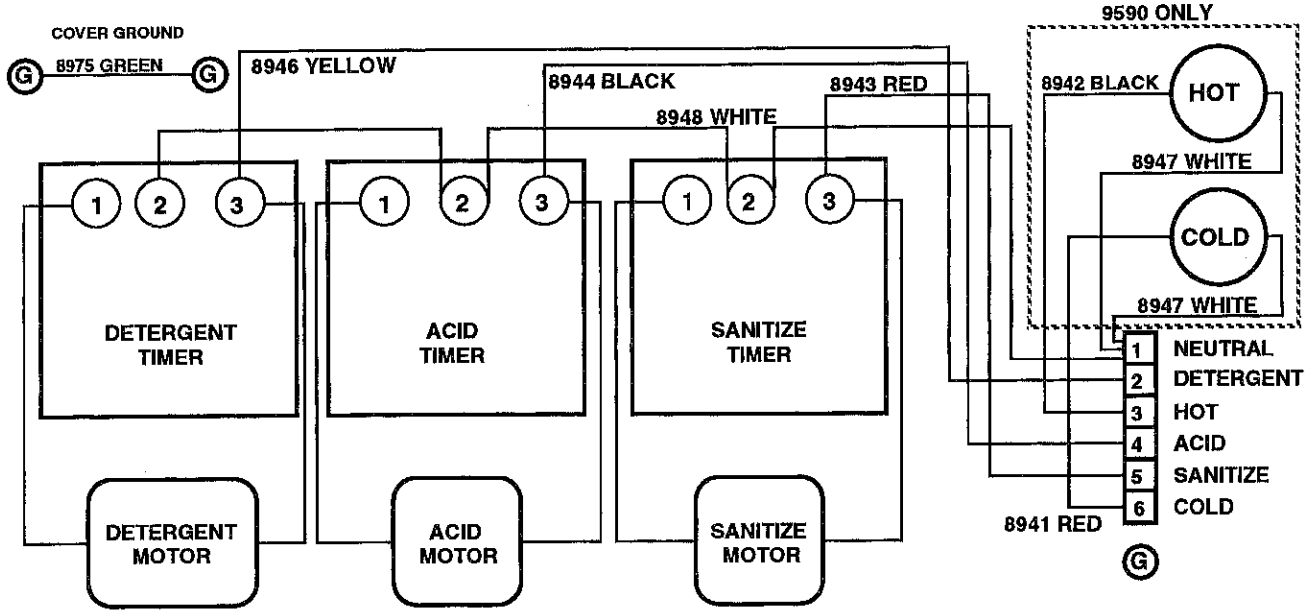 9590 ONLY
COVER GROUND
G 8975 GREEN G
8946 YELLOW
8944 BLACK
8943 RED
8948 WHITE
8942 BLACK
HOT
8947 WHITE
COLD
8947 WHITE
1 2 3
DETERGENT
TIMER
1 2 3
ACID
TIMER
1 2 3
SANITIZE
TIMER
DETERGENT
MOTOR
ACID
MOTOR
SANITIZE
MOTOR
1 NEUTRAL
2 DETERGENT
3 HOT
4 ACID
5 SANITIZE
6 COLD
8941 RED
G